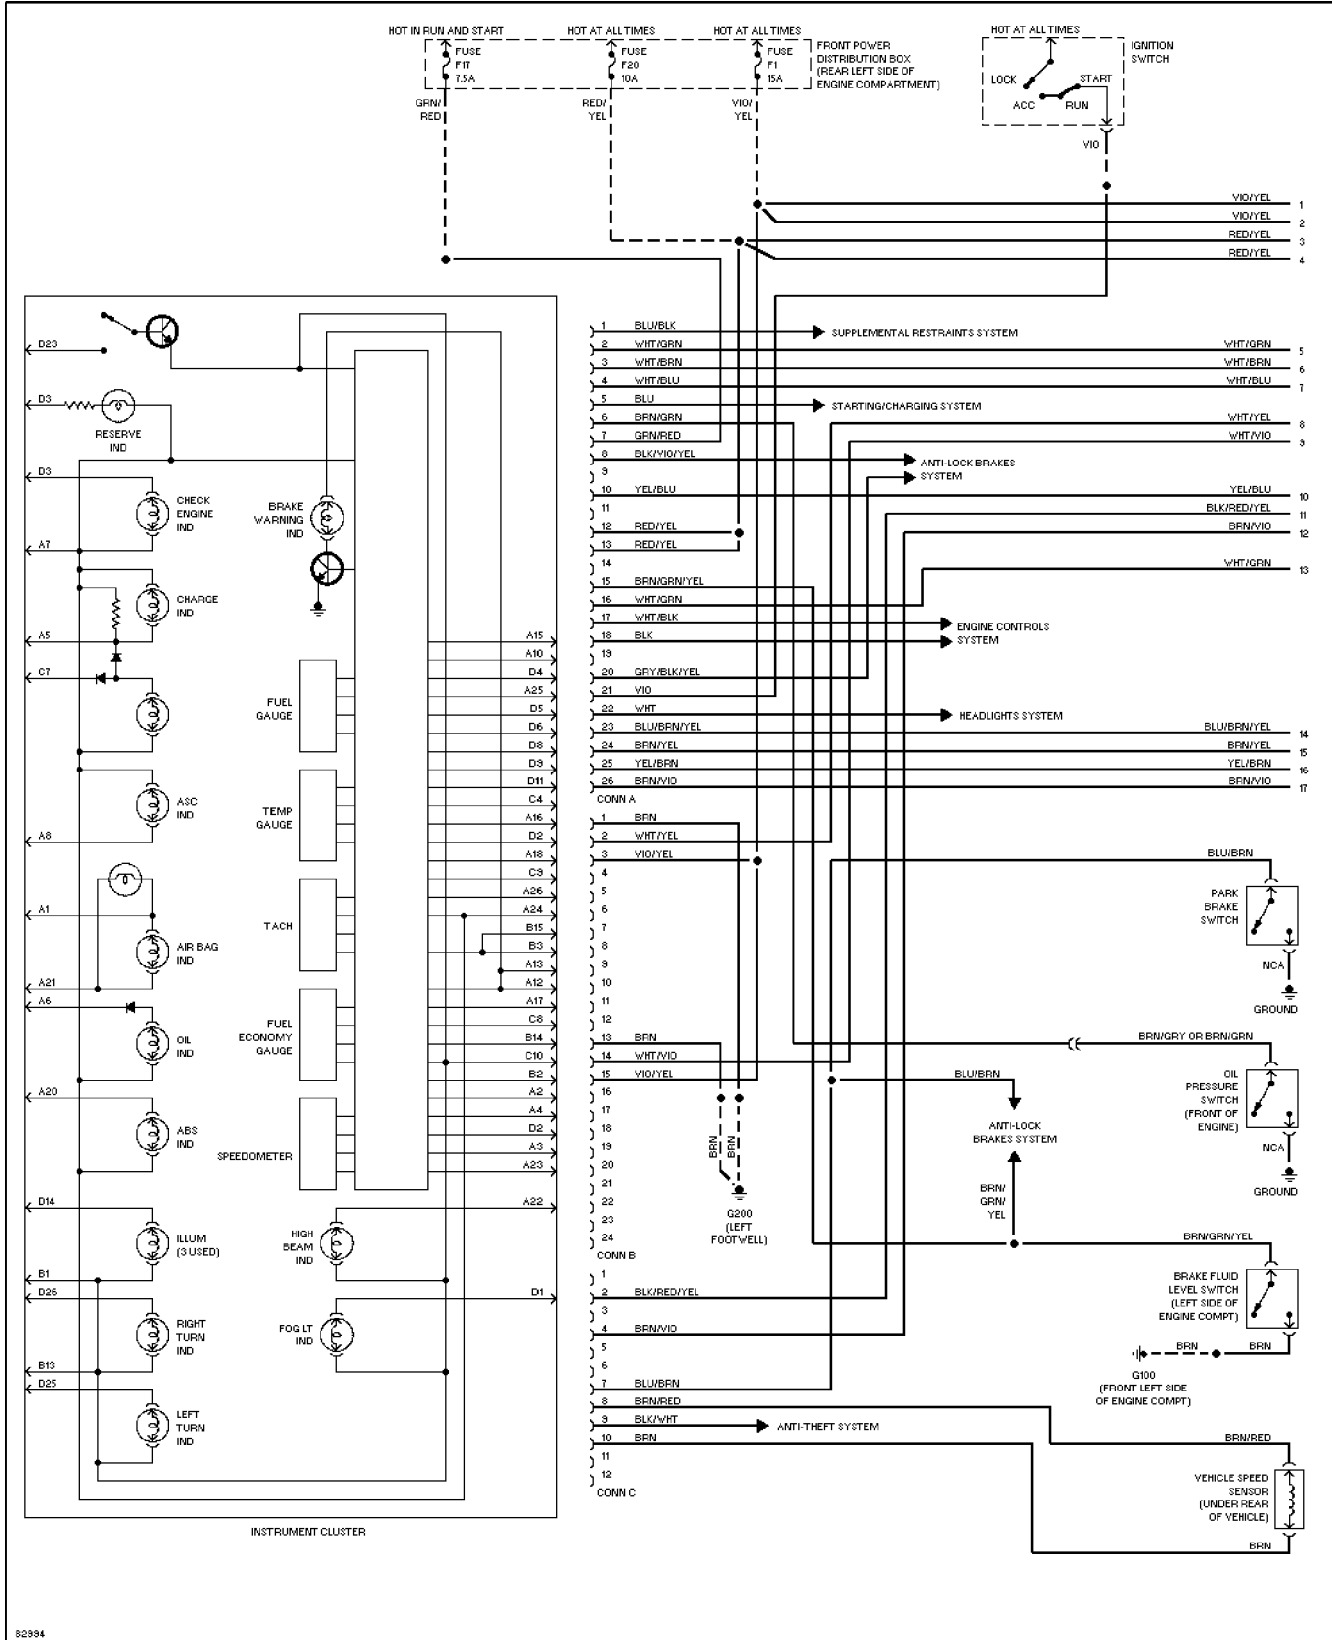 HOT IN RUN AND START
HOT AT ALL TIMES
HOT AT ALL TIMES
HOT AT ALL TIMES
FUSE
F17
7.5A
FUSE
F20
10A
FUSE
F1
15A
FRONT POWER
DISTRIBUTION BOX
(REAR LEFT SIDE OF
ENGINE COMPARTMENT)
IGNITION
SWITCH
LOCK
START
ACC
RUN
GRN/
RED
RED/
YEL
VIO/
YEL
VIO
VIO/YEL 1
VIO/YEL 2
RED/YEL 3
RED/YEL 4
D23
D3
RESERVE
IND
D3
CHECK
ENGINE
IND
A7
CHARGE
IND
A5
C7
ASC
IND
A8
A1
AIR BAG
IND
A21
A6
OIL
IND
A20
ABS
IND
D14
ILLUM
(3 USED)
B1
D26
RIGHT
TURN
IND
B13
D25
LEFT
TURN
IND
BRAKE
WARNING
IND
FUEL
GAUGE
TEMP
GAUGE
TACH
FUEL
ECONOMY
GAUGE
SPEEDOMETER
HIGH
BEAM
IND
FOG LT
IND
A15
A10
D4
A25
D5
D6
D8
D9
D11
C4
A16
D2
A18
C9
A26
A24
B15
B3
A13
A12
A17
C8
B14
C10
B2
A2
A4
D2
A3
A23
A22
D1
INSTRUMENT CLUSTER
1 BLU/BLK
SUPPLEMENTAL RESTRAINTS SYSTEM
2 WHT/GRN
WHT/GRN 5
3 WHT/BRN
WHT/BRN 6
4 WHT/BLU
WHT/BLU 7
5 BLU
STARTING/CHARGING SYSTEM
6 BRN/GRN
WHT/YEL 8
7 GRN/RED
WHT/VIO 9
8 BLK/VIO/YEL
ANTI-LOCK BRAKES
SYSTEM
9
10 YEL/BLU
YEL/BLU 10
11
BLK/RED/YEL 11
12 RED/YEL
BRN/VIO 12
13 RED/YEL
14
WHT/GRN 13
15 BRN/GRN/YEL
16 WHT/GRN
17 WHT/BLK
ENGINE CONTROLS
SYSTEM
18 BLK
19
20 GRY/BLK/YEL
21 VIO
22 WHT
HEADLIGHTS SYSTEM
23 BLU/BRN/YEL
BLU/BRN/YEL 14
24 BRN/YEL
BRN/YEL 15
25 YEL/BRN
YEL/BRN 16
26 BRN/VIO
BRN/VIO 17
CONN A
1 BRN
2 WHT/YEL
3 VIO/YEL
4
5
6
7
8
9
10
11
12
13 BRN
14 WHT/VIO
15 VIO/YEL
16
17
18
19
20
21
22
23
24
CONN B
BRN
BRN
G200
(LEFT
FOOTWELL)
1
2 BLK/RED/YEL
3
4 BRN/VIO
5
6
7 BLU/BRN
8 BRN/RED
9 BLK/WHT
ANTI-THEFT SYSTEM
10 BRN
11
12
CONN C
BLU/BRN
PARK
BRAKE
SWITCH
NCA
GROUND
BRN/GRY OR BRN/GRN
OIL
PRESSURE
SWITCH
(FRONT OF
ENGINE)
NCA
GROUND
BLU/BRN
ANTI-LOCK
BRAKES SYSTEM
BRN/
GRN/
YEL
BRN/GRN/YEL
BRAKE FLUID
LEVEL SWITCH
(LEFT SIDE OF
ENGINE COMPT)
BRN
BRN
G100
(FRONT LEFT SIDE
OF ENGINE COMPT)
BRN/RED
VEHICLE SPEED
SENSOR
(UNDER REAR
OF VEHICLE)
BRN
82994